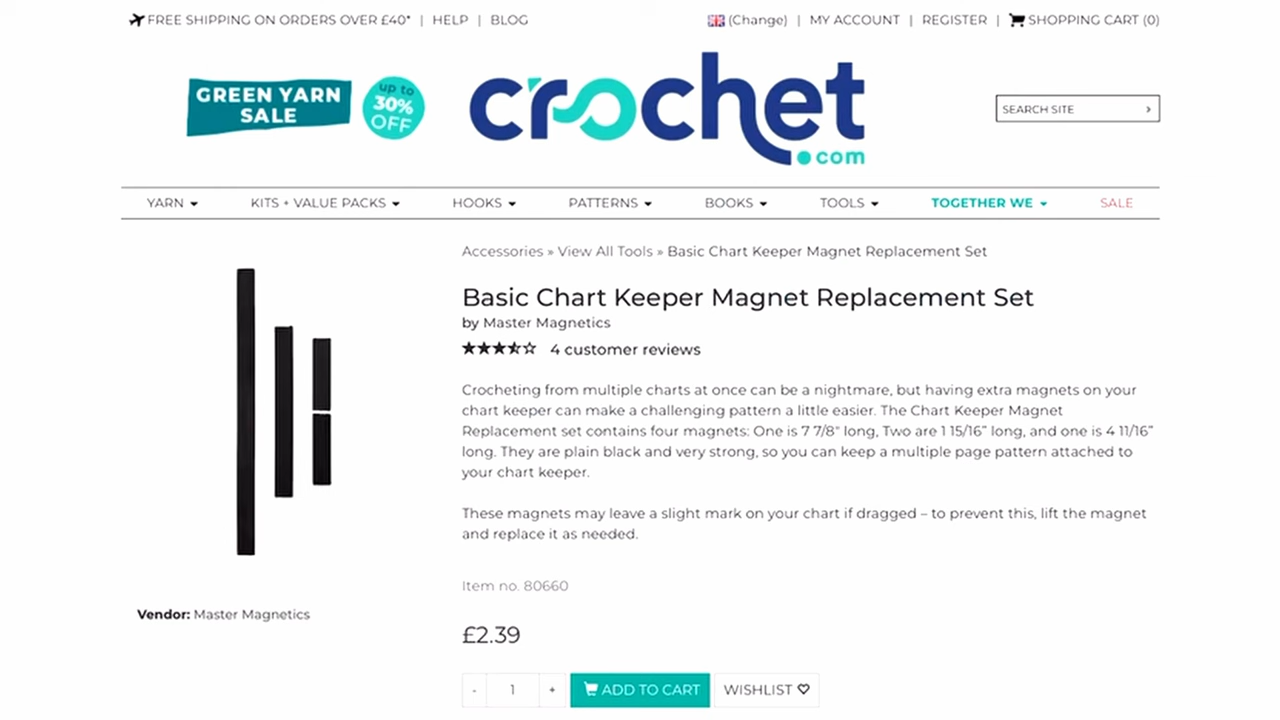 FREE SHIPPING ON ORDERS OVER £40* | HELP | BLOG
(Change) | MY ACCOUNT | REGISTER | SHOPPING CART (0)
GREEN YARN
SALE
up to
30%
OFF
crochet
.com
SEARCH SITE
YARN KITS + VALUE PACKS HOOKS PATTERNS BOOKS TOOLS TOGETHER WE SALE
Accessories » View All Tools » Basic Chart Keeper Magnet Replacement Set
Basic Chart Keeper Magnet Replacement Set
by Master Magnetics
4 customer reviews
Crocheting from multiple charts at once can be a nightmare, but having extra magnets on your
chart keeper can make a challenging pattern a little easier. The Chart Keeper Magnet
Replacement set contains four magnets: One is 7 7/8" long, Two are 1 15/16” long, and one is 4 11/16”
long. They are plain black and very strong, so you can keep a multiple page pattern attached to
your chart keeper.
These magnets may leave a slight mark on your chart if dragged – to prevent this, lift the magnet
and replace it as needed.
Item no. 80660
Vendor: Master Magnetics
£2.39
- 1 + ADD TO CART WISHLIST